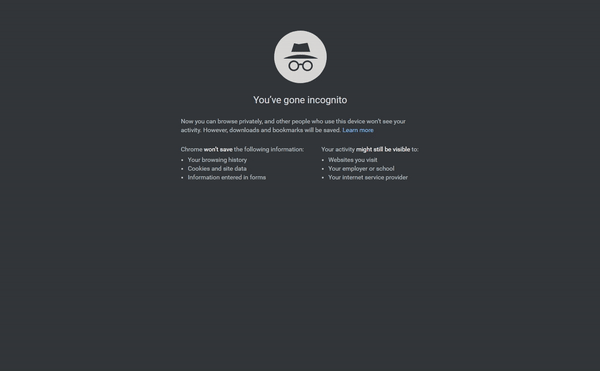 You've gone incognito
Now you can browse privately, and other people who use this device won't see your
activity. However, downloads and bookmarks will be saved. Learn more
Chrome won't save the following information:
• Your browsing history
• Cookies and site data
• Information entered in forms
Your activity might still be visible to:
• Websites you visit
• Your employer or school
• Your internet service provider